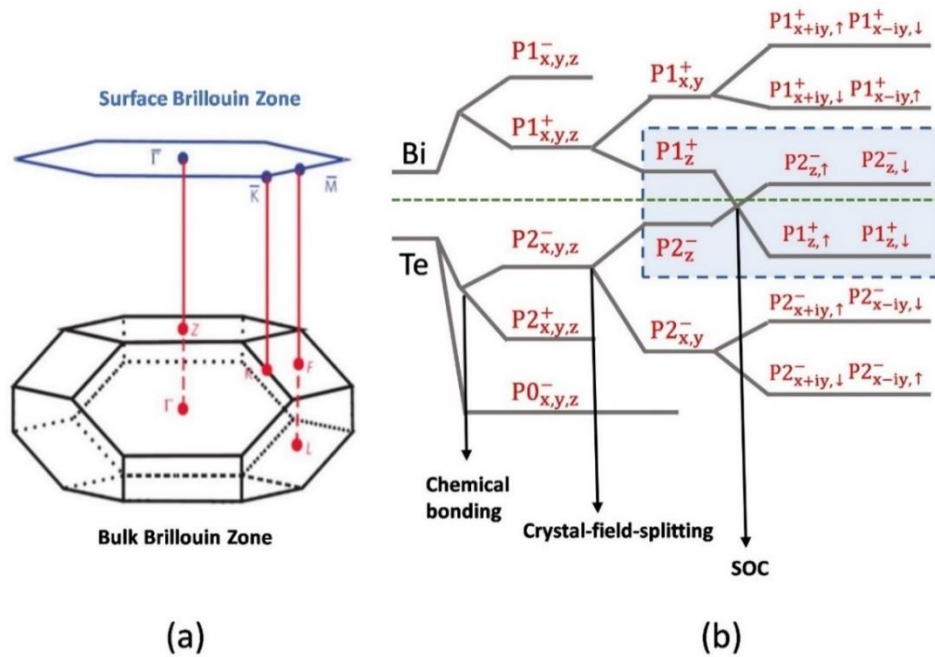 Surface Brillouin Zone
Γ̅
K̅
M̅
Z
F
Γ
L
Bulk Brillouin Zone
(a)
P1⁻x,y,z
P1⁺x+iy,↑ P1⁺x−iy,↓
P1⁺x,y
P1⁺x+iy,↓ P1⁺x−iy,↑
P1⁺x,y,z
Bi
P1⁺z
P2⁻z,↑ P2⁻z,↓
Te
P2⁻x,y,z
P2⁻z
P1⁺z,↑ P1⁺z,↓
P2⁺x,y,z
P2⁻x,y
P2⁻x+iy,↑ P2⁻x−iy,↓
P0⁻x,y,z
P2⁻x+iy,↓ P2⁻x−iy,↑
Chemical
bonding
Crystal-field-splitting
SOC
(b)